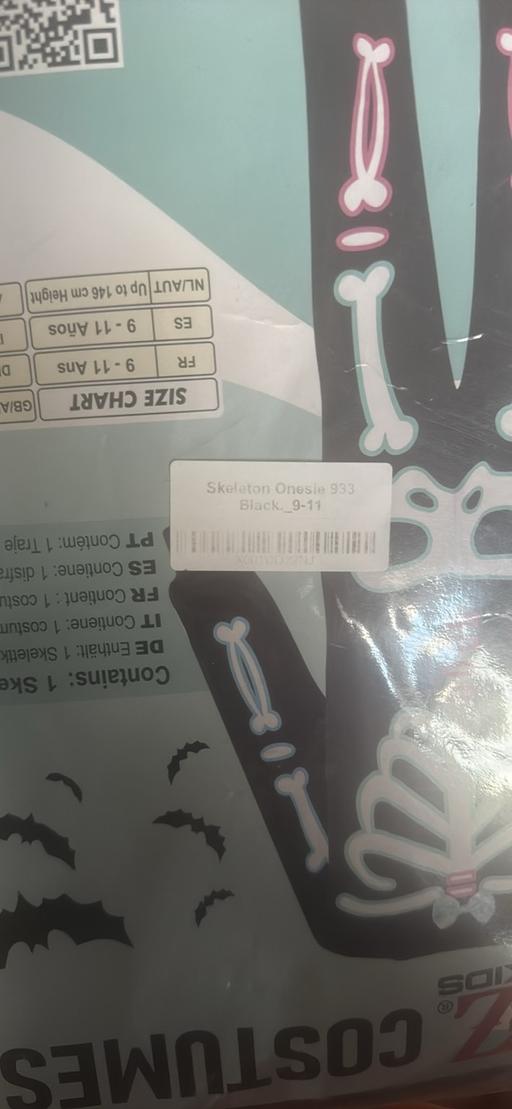 Skeleton Onesie 933
Black._9-11
Z
KIDS
®
COSTUMES
Contains: 1 Ske
DE Enthält: 1 Skelett
IT Contiene: 1 costum
FR Contient : 1 costu
ES Contiene: 1 disfra
PT Contém: 1 Traje
SIZE CHART
GB/A
FR 9 - 11 Ans
ES 9 - 11 Años
NL/AUT Up to 146 cm Height